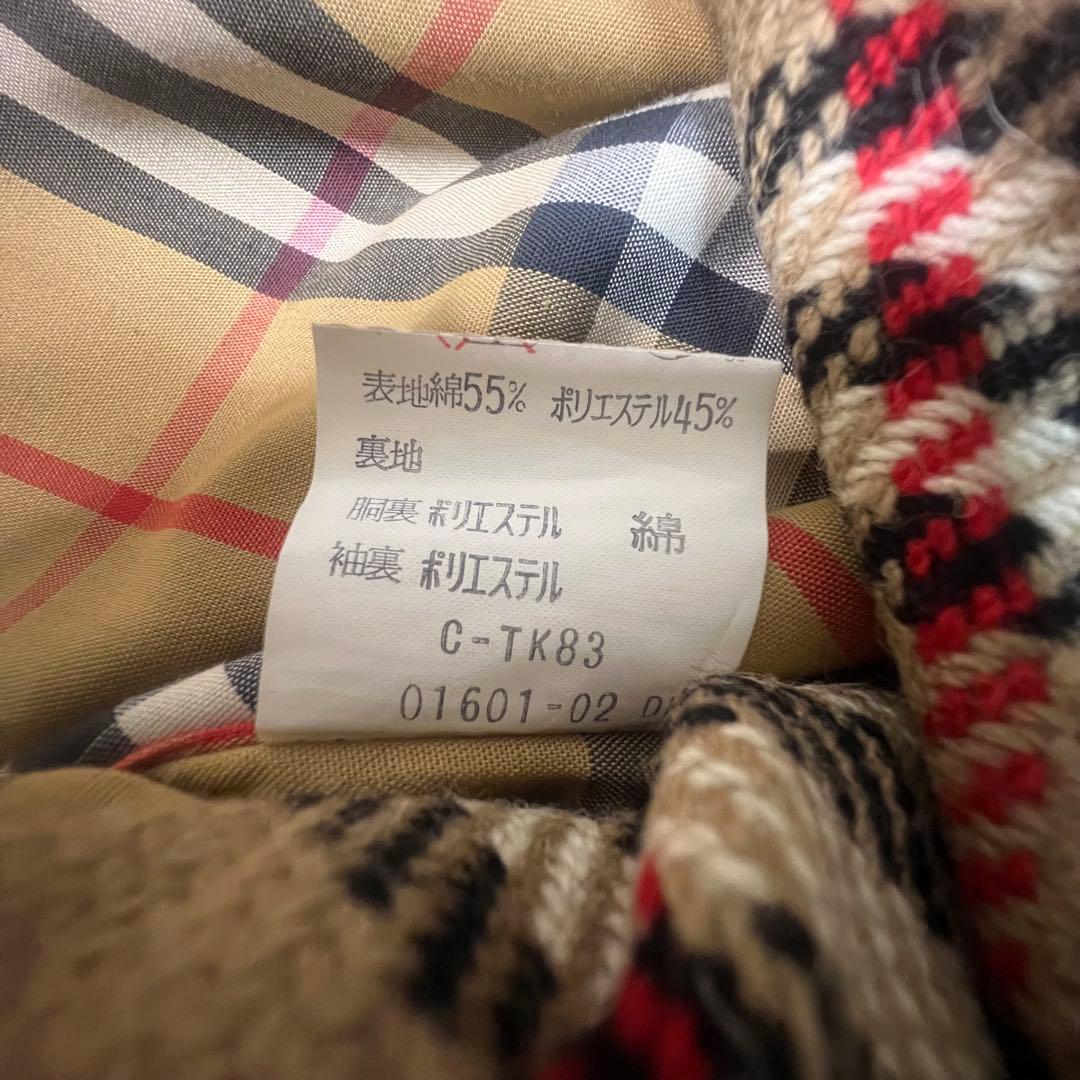 表地綿55% ポリエステル45%
裏地
胴裏 ポリエステル 綿
袖裏 ポリエステル
C-TK83
01601-02